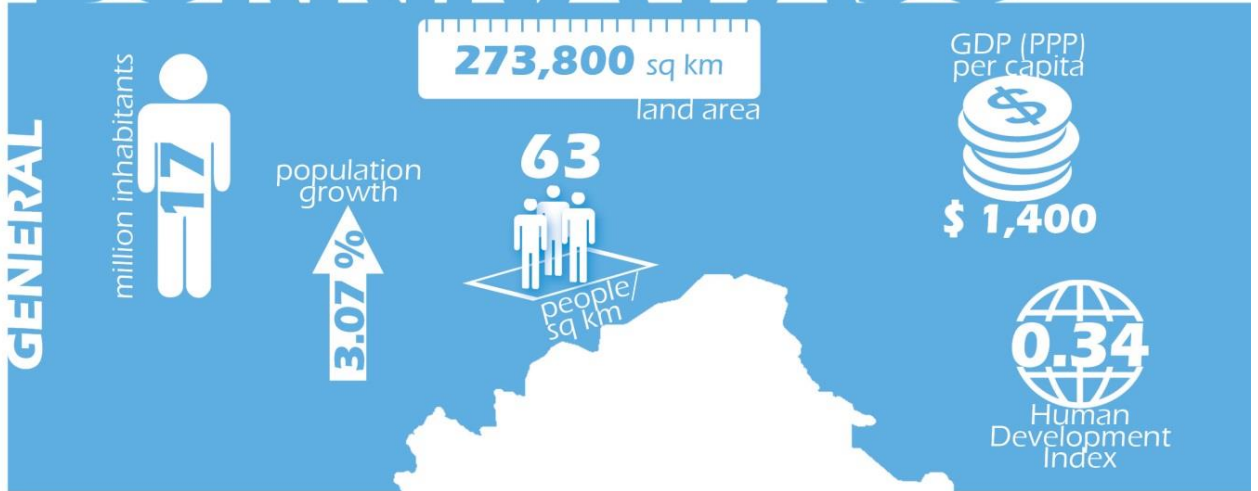 GENERAL
million inhabitants
17
population
growth
3.07 %
273,800 sq km
land area
63
people/
sq km
GDP (PPP)
per capita
$
$ 1,400
0.34
Human
Development
Index